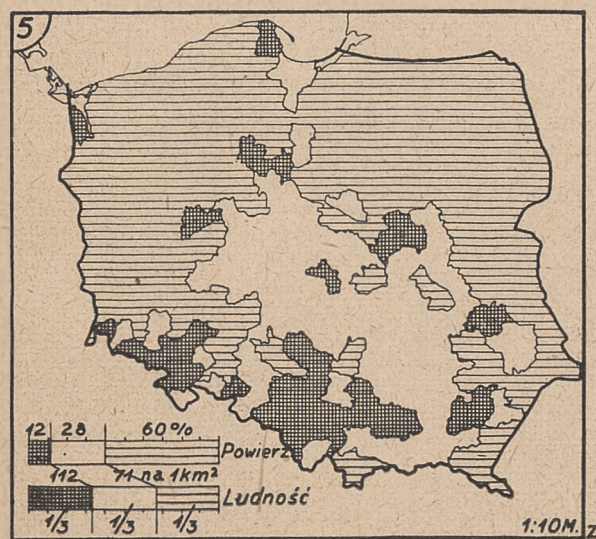 5
12 28 60%
Powierz.
112 71 na 1km²
Ludność
1/3 1/3 1/3
1:10M.